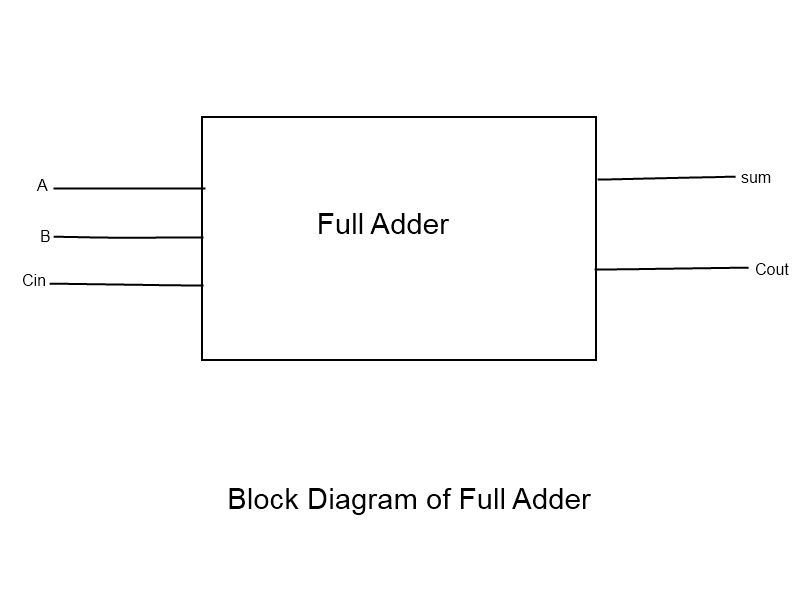 A
B
Cin
Full Adder
sum
Cout
Block Diagram of Full Adder